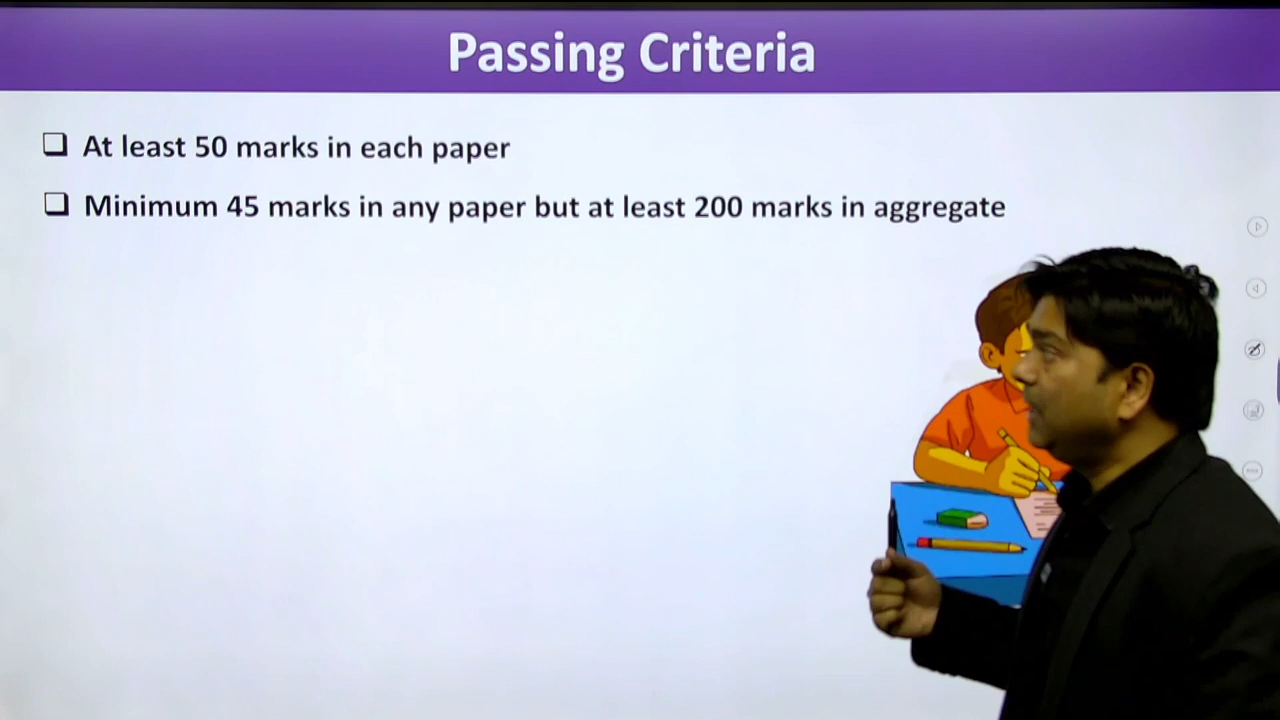 Passing Criteria
At least 50 marks in each paper
Minimum 45 marks in any paper but at least 200 marks in aggregate